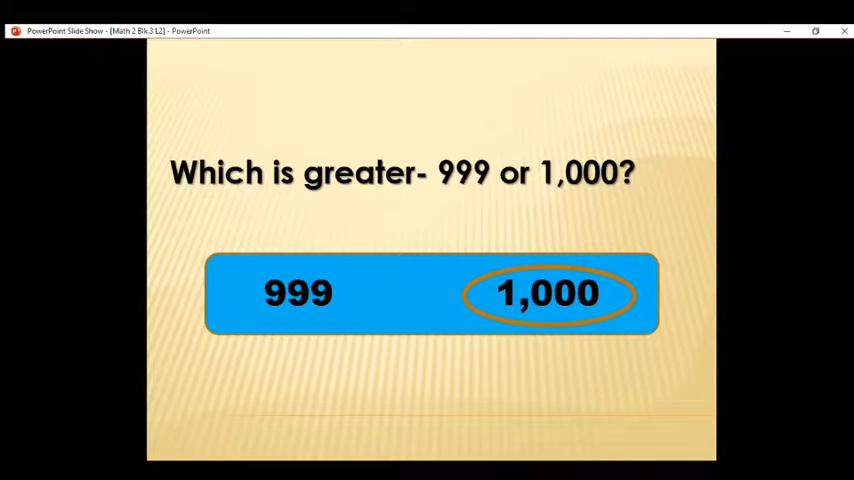 PowerPoint Slide Show - [Math 2 Blk.3 L2] - PowerPoint
Which is greater- 999 or 1,000?
999 1,000